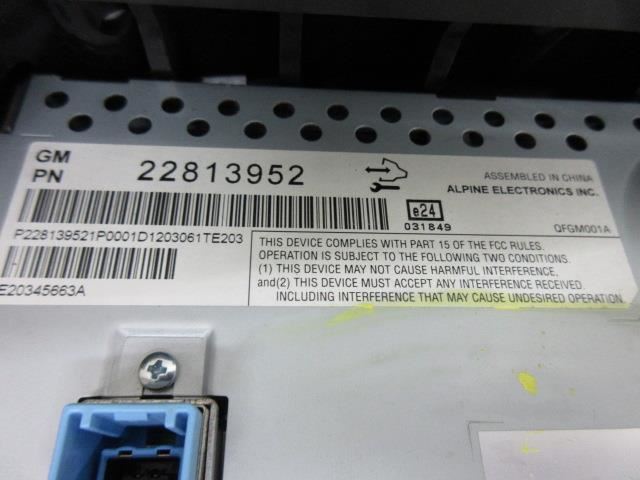 GM
PN 22813952
ASSEMBLED IN CHINA
ALPINE ELECTRONICS INC.
e24
031849
QFGM001A
P228139521P0001D1203061TE203
E20345663A
THIS DEVICE COMPLIES WITH PART 15 OF THE FCC RULES.
OPERATION IS SUBJECT TO THE FOLLOWING TWO CONDITIONS:
(1) THIS DEVICE MAY NOT CAUSE HARMFUL INTERFERENCE,
and(2) THIS DEVICE MUST ACCEPT ANY INTERFERENCE RECEIVED.
INCLUDING INTERFERENCE THAT MAY CAUSE UNDESIRED OPERATION.